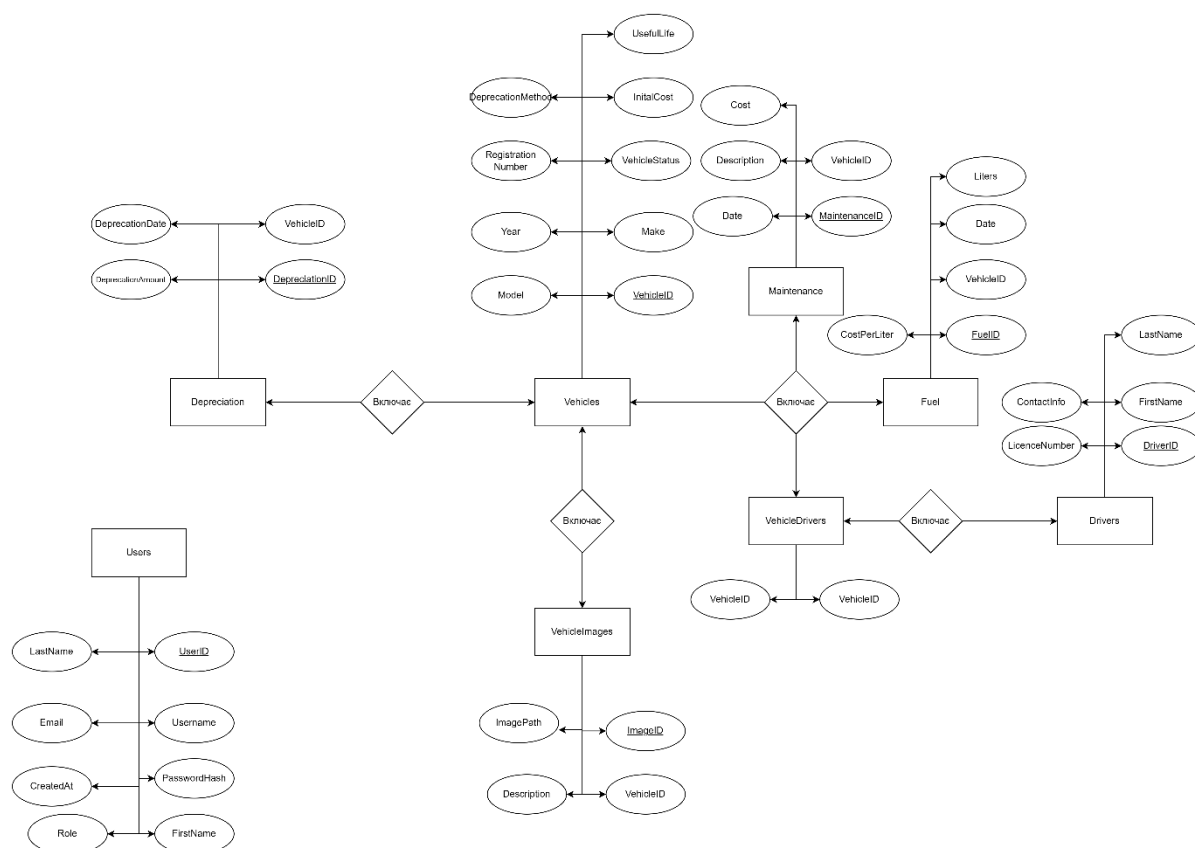 UsefulLife
DeprecationMethod
InitalCost
Cost
Registration
Number
VehicleStatus
Description
VehicleID
Liters
DeprecationDate
VehicleID
Year
Make
Date
MaintenanceID
Date
DeprecationAmount
DepreciationID
Model
VehicleID
Maintenance
VehicleID
CostPerLiter
FuelID
LastName
Depreciation
Включає
Vehicles
Включає
Fuel
ContactInfo
FirstName
LicenceNumber
DriverID
Включає
VehicleDrivers
Включає
Drivers
Users
VehicleID
VehicleID
VehicleImages
LastName
UserID
Email
Username
ImagePath
ImageID
CreatedAt
PasswordHash
Description
VehicleID
Role
FirstName